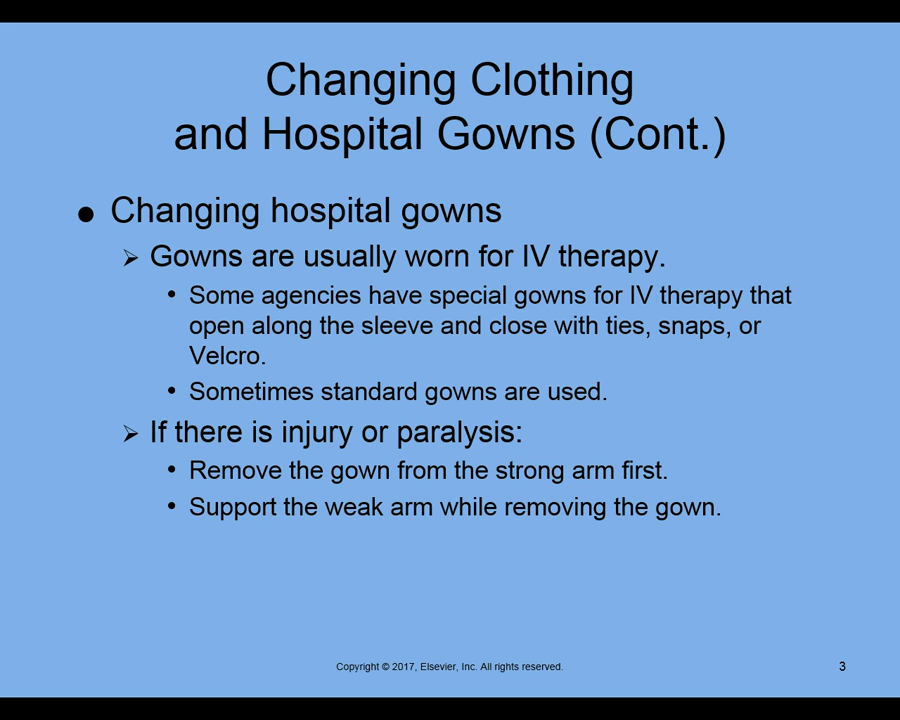 Changing Clothing
and Hospital Gowns (Cont.)
● Changing hospital gowns
➢ Gowns are usually worn for IV therapy.
• Some agencies have special gowns for IV therapy that
open along the sleeve and close with ties, snaps, or
Velcro.
• Sometimes standard gowns are used.
➢ If there is injury or paralysis:
• Remove the gown from the strong arm first.
• Support the weak arm while removing the gown.
Copyright © 2017, Elsevier, Inc. All rights reserved.
3